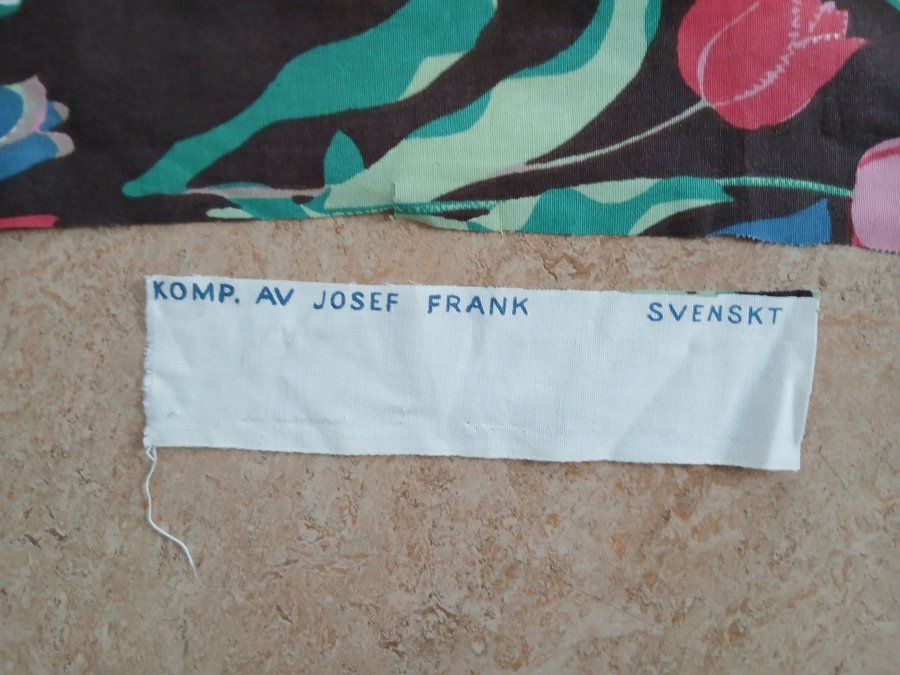 KOMP. AV JOSEF FRANK SVENSKT